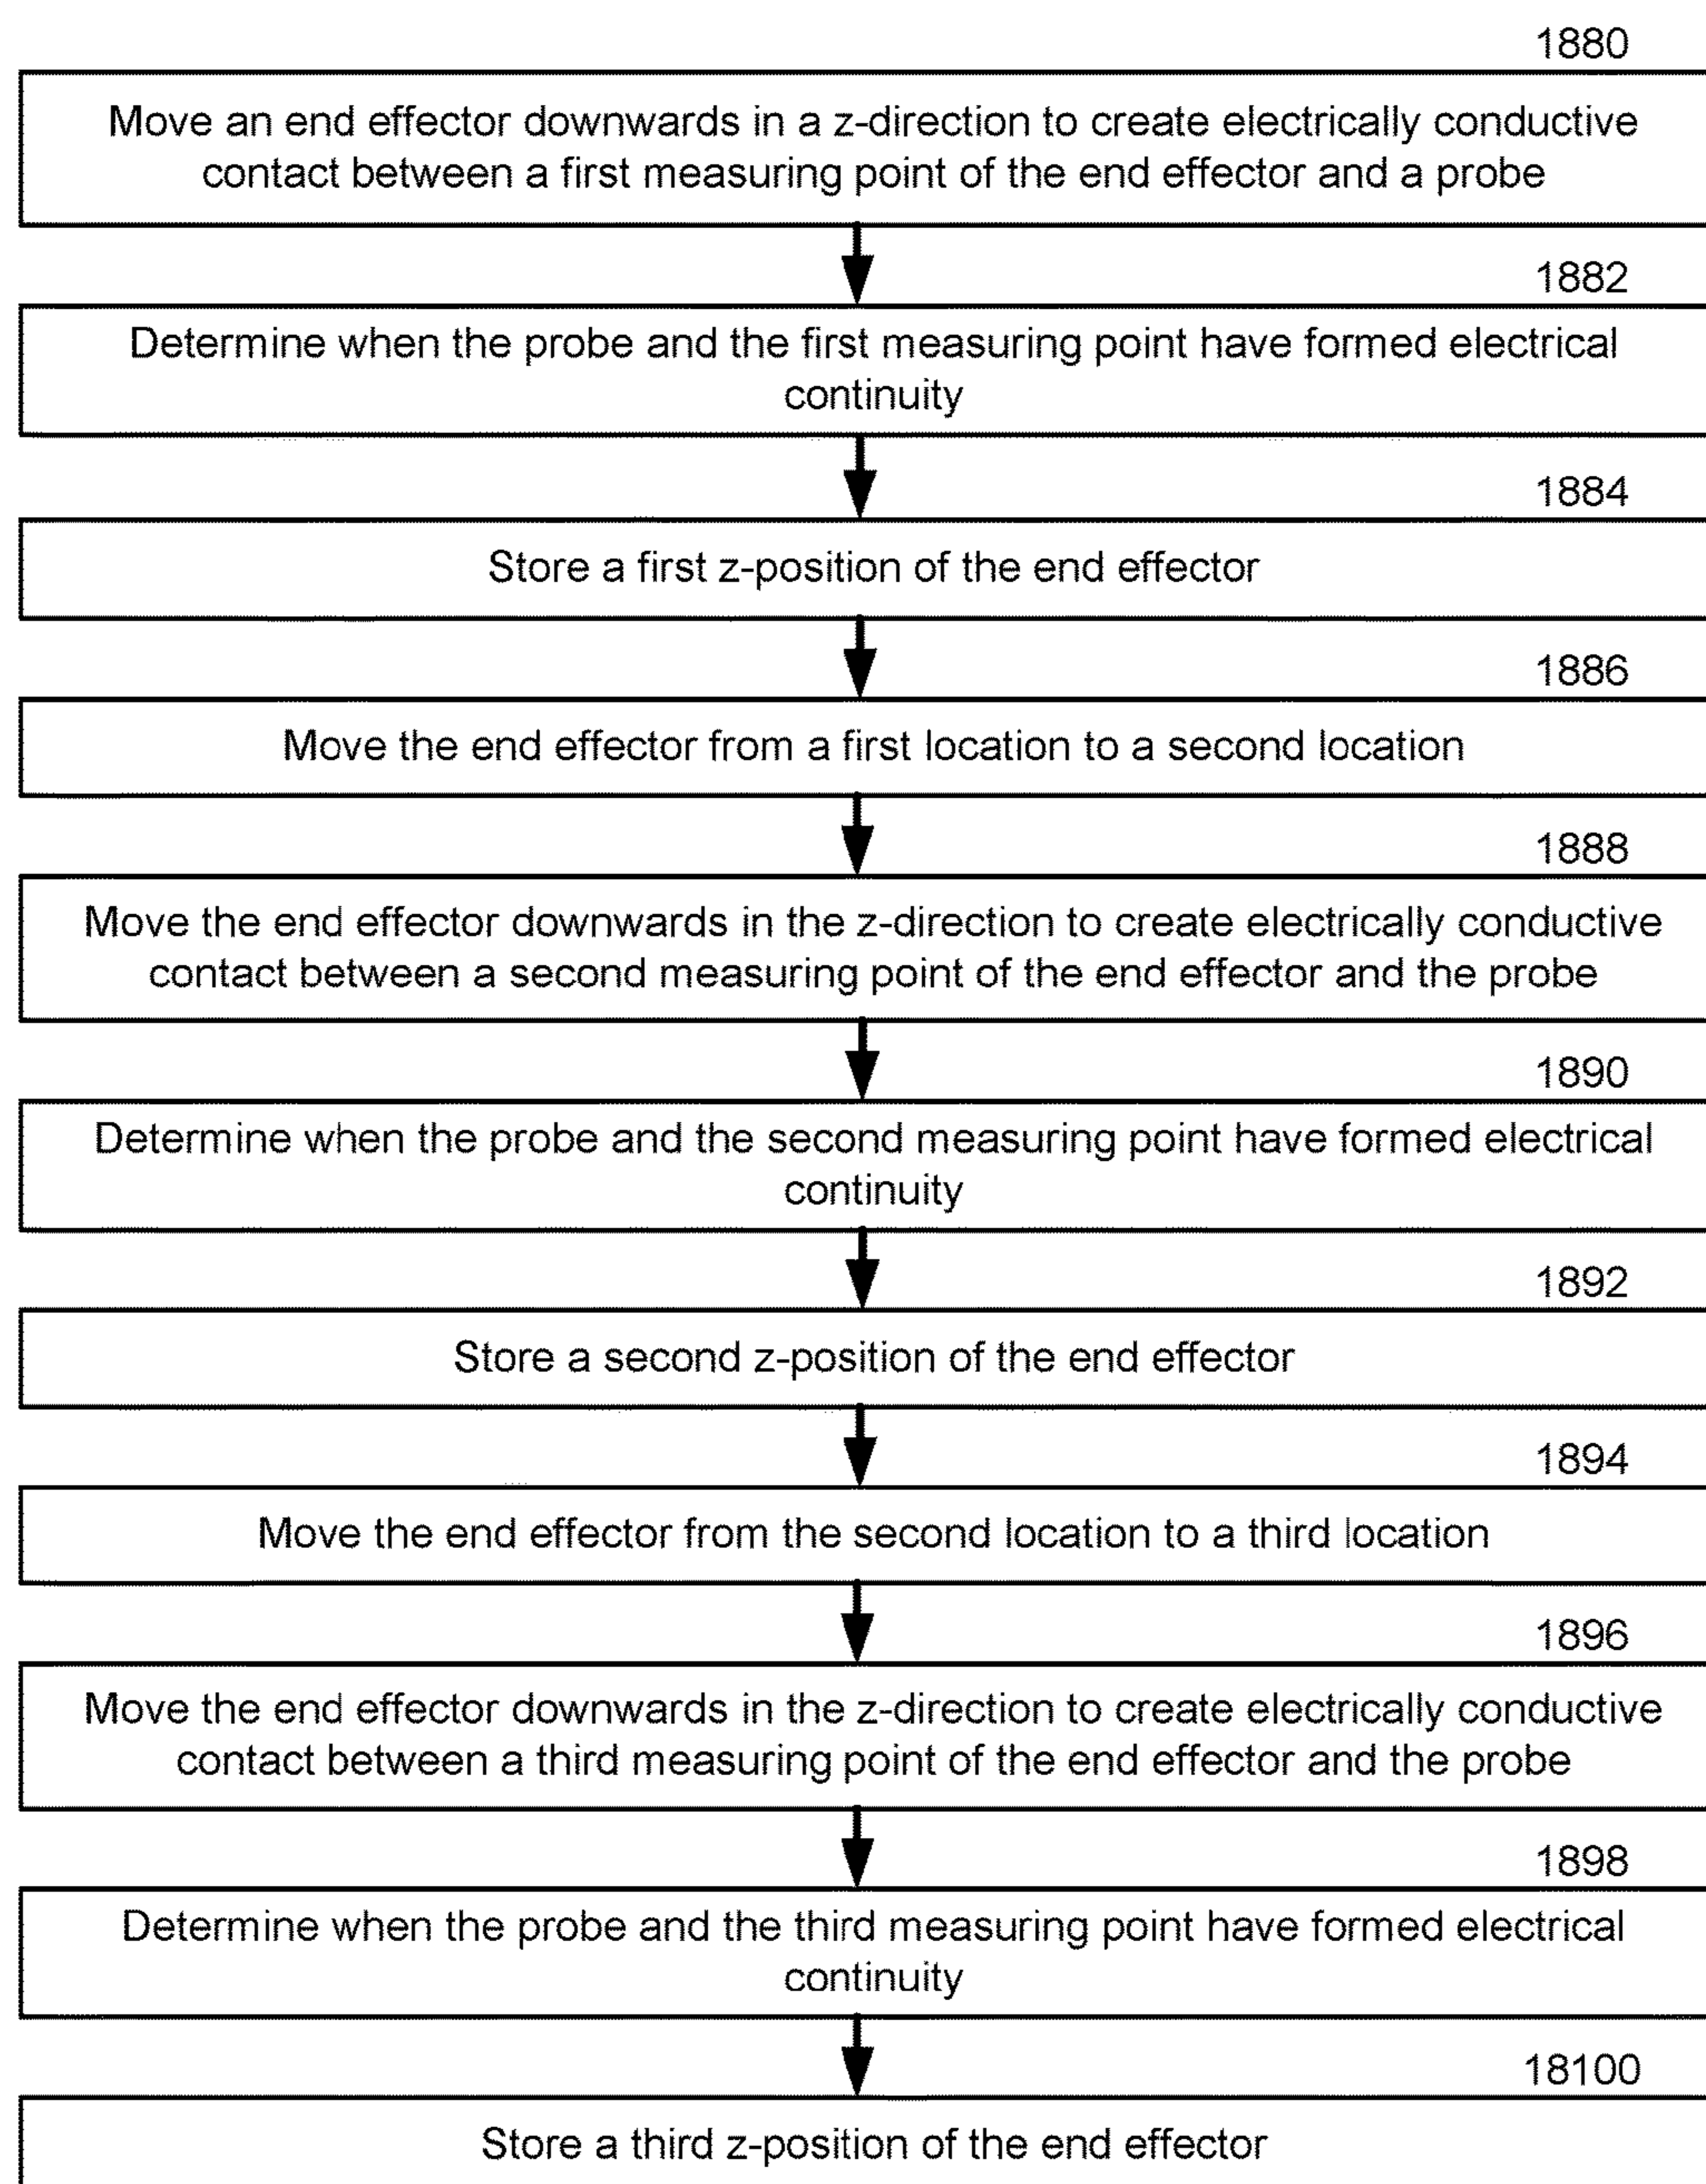 1880
Move an end effector downwards in a z-direction to create electrically conductive
contact between a first measuring point of the end effector and a probe
1882
Determine when the probe and the first measuring point have formed electrical
continuity
1884
Store a first z-position of the end effector
1886
Move the end effector from a first location to a second location
1888
Move the end effector downwards in the z-direction to create electrically conductive
contact between a second measuring point of the end effector and the probe
1890
Determine when the probe and the second measuring point have formed electrical
continuity
1892
Store a second z-position of the end effector
1894
Move the end effector from the second location to a third location
1896
Move the end effector downwards in the z-direction to create electrically conductive
contact between a third measuring point of the end effector and the probe
1898
Determine when the probe and the third measuring point have formed electrical
continuity
18100
Store a third z-position of the end effector